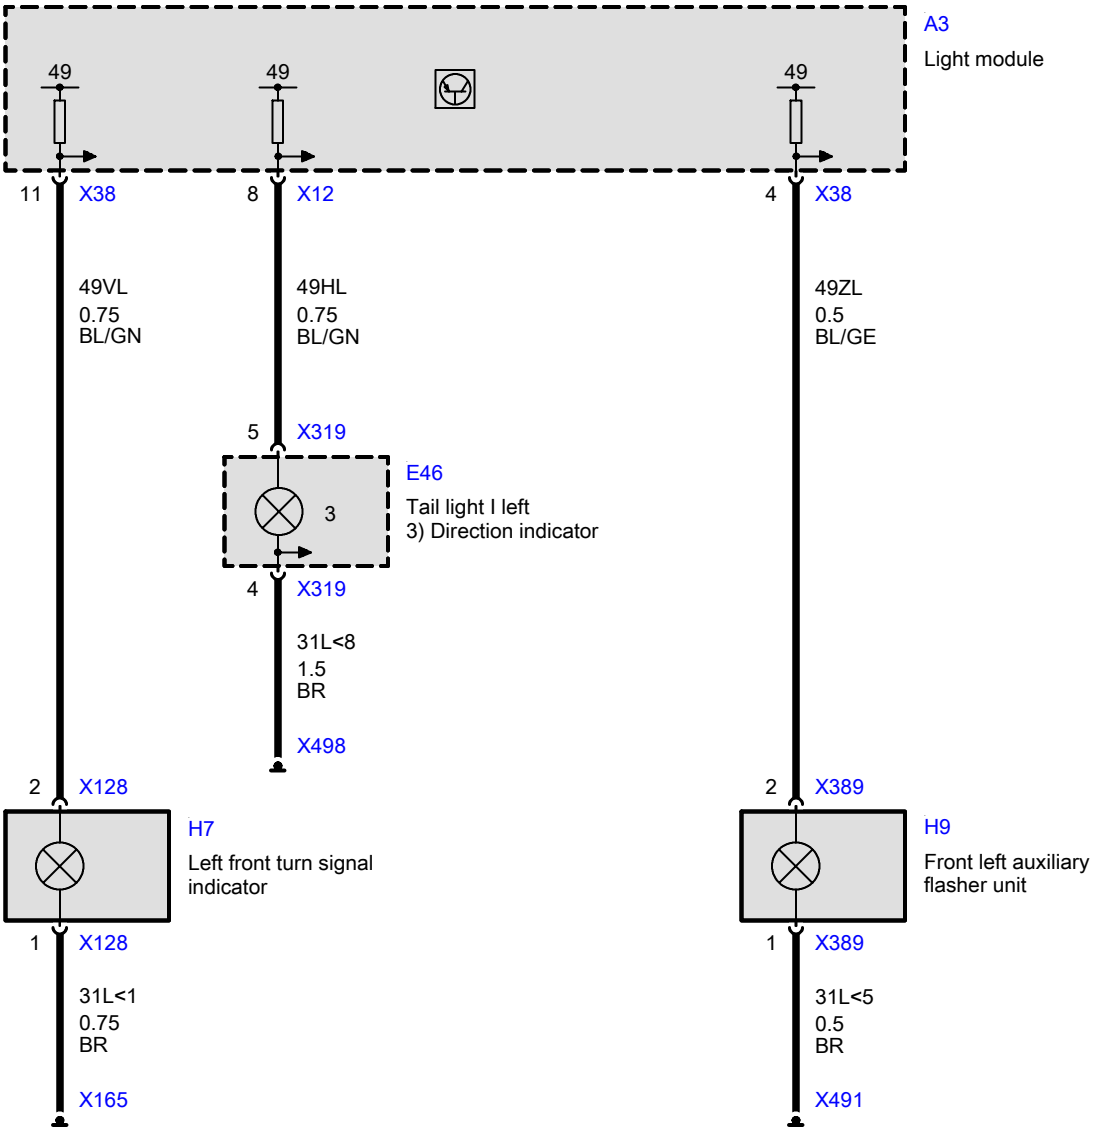 A3
Light module
49
49
49
11 X38
8 X12
4 X38
49VL
0.75
BL/GN
49HL
0.75
BL/GN
49ZL
0.5
BL/GE
5 X319
E46
3
Tail light I left
3) Direction indicator
4 X319
31L<8
1.5
BR
X498
2 X128
2 X389
H7
Left front turn signal
indicator
H9
Front left auxiliary
flasher unit
1 X128
1 X389
31L<1
0.75
BR
31L<5
0.5
BR
X165
X491